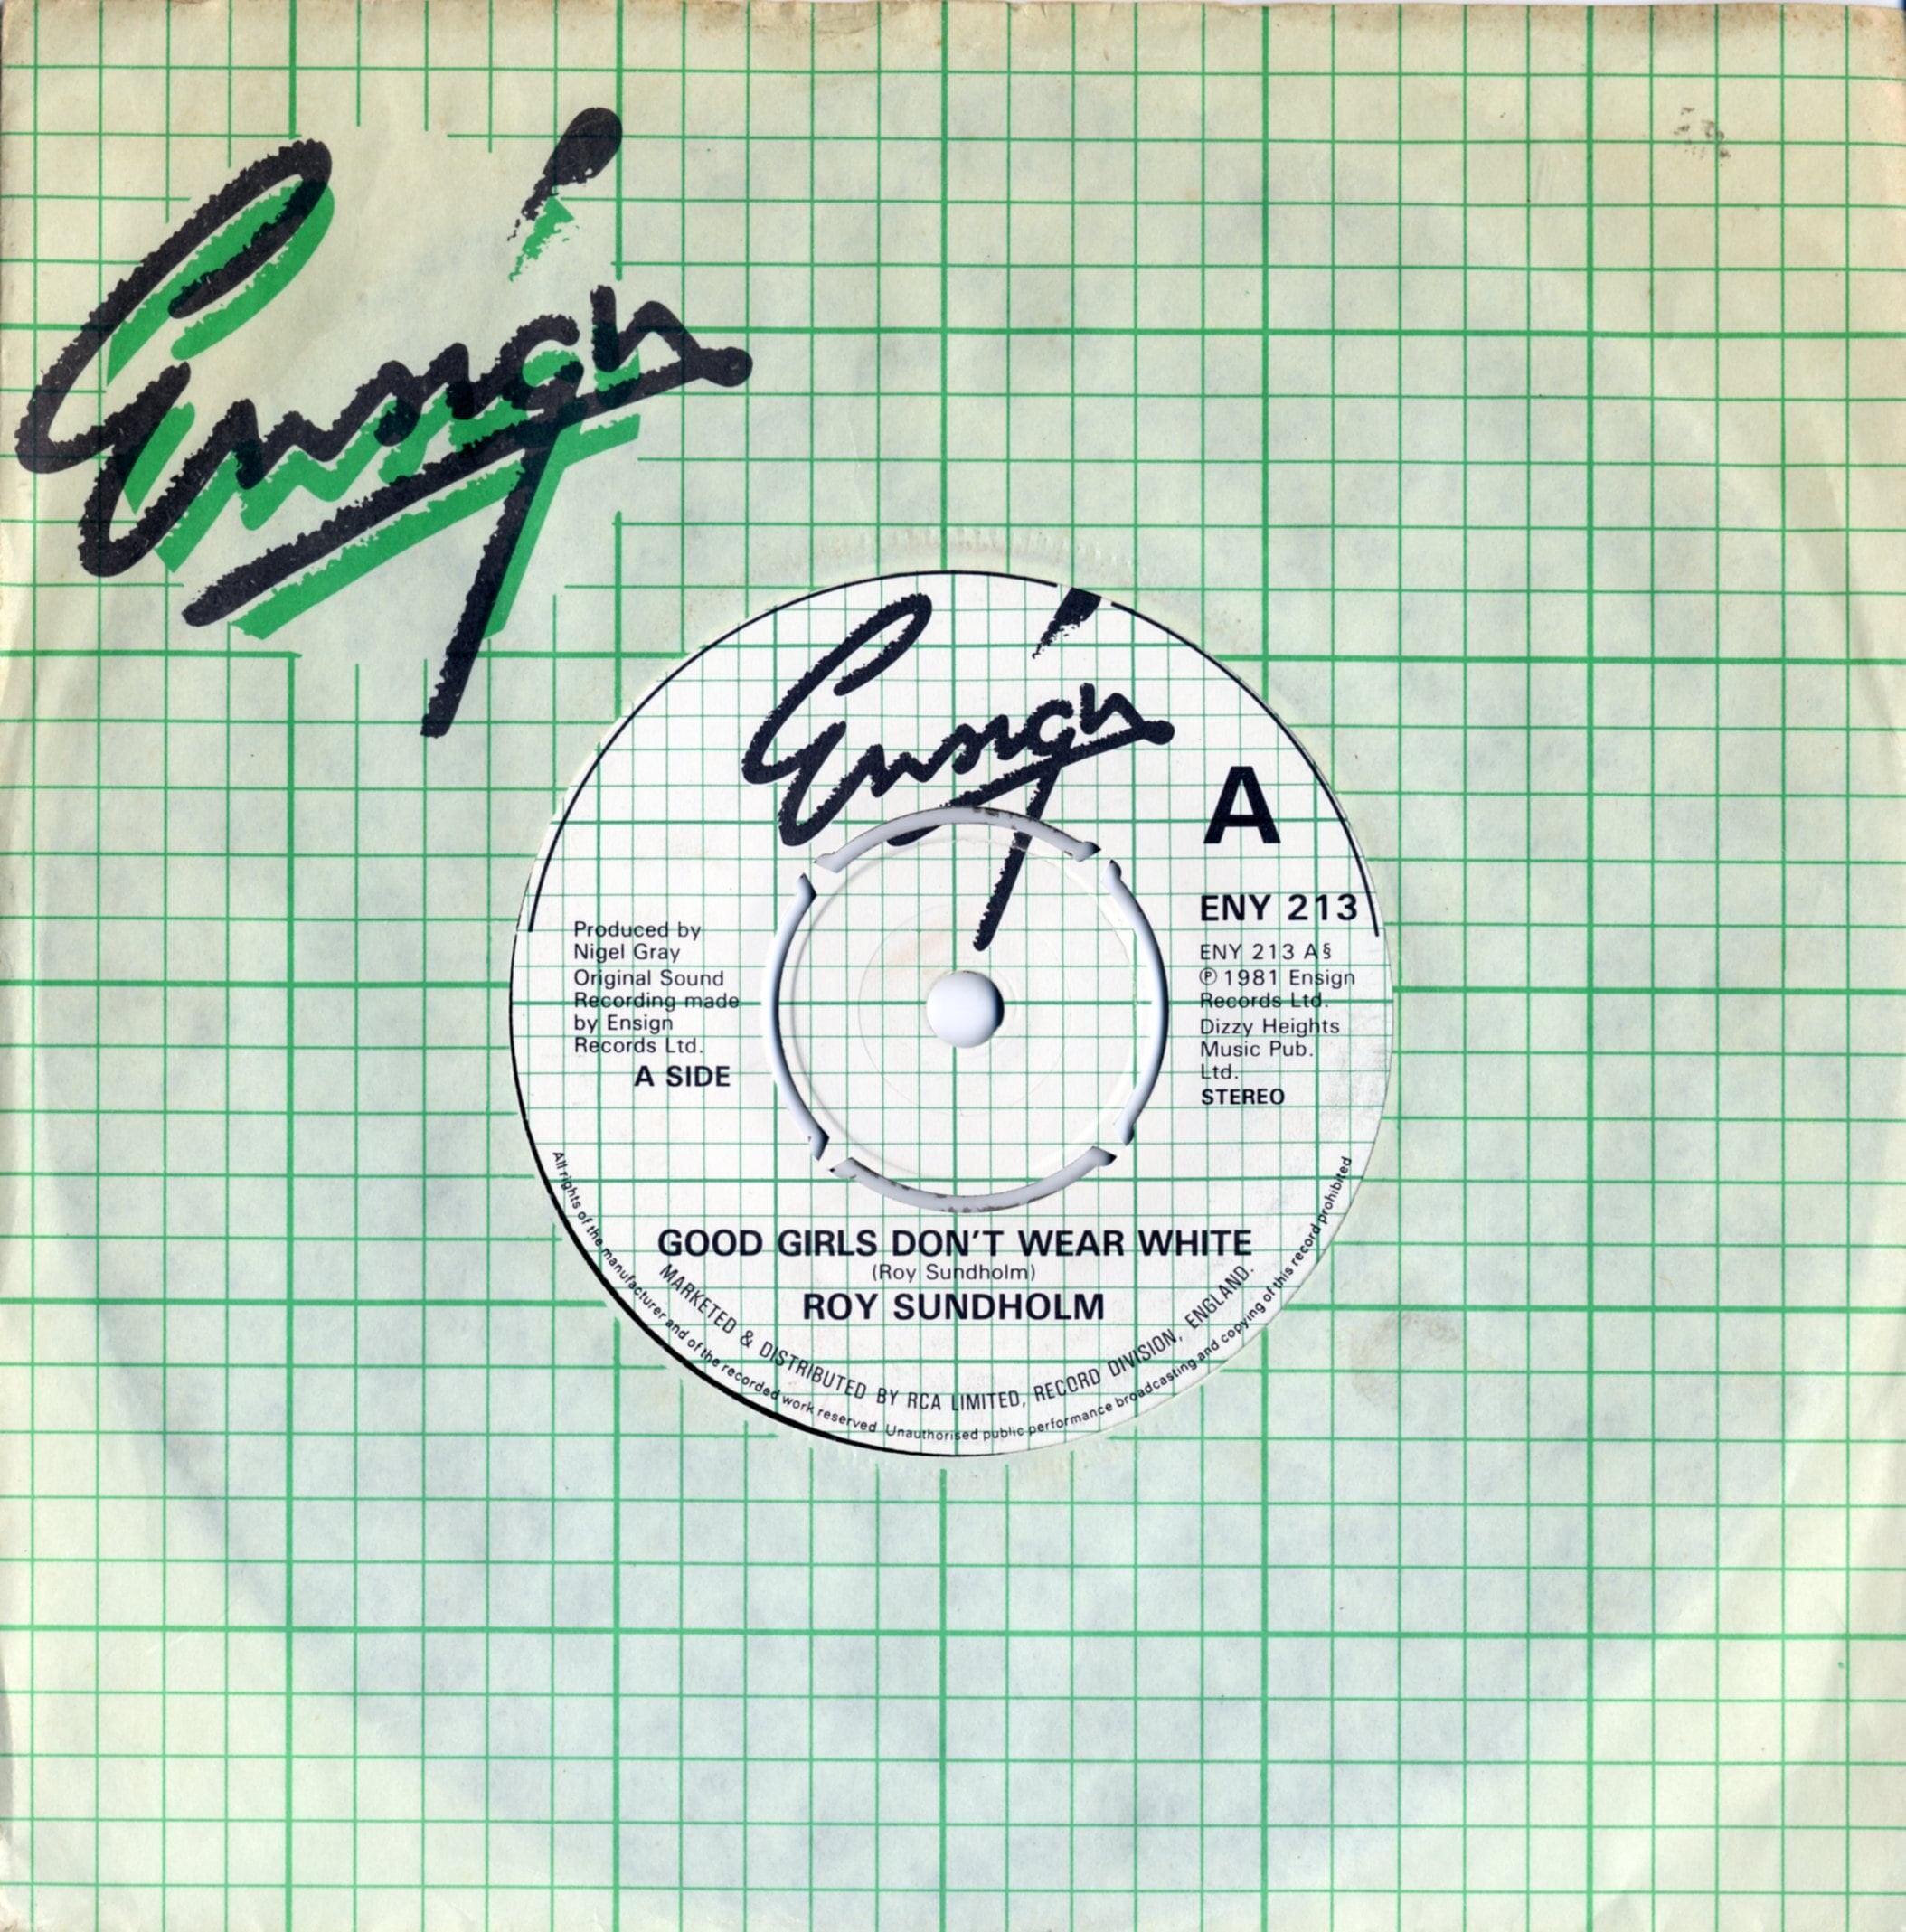 Ensign
Ensign
A
ENY 213
Produced by
Nigel Gray
Original Sound
Recording made
by Ensign
Records Ltd.
A SIDE
ENY 213 A§
℗ 1981 Ensign
Records Ltd.
Dizzy Heights
Music Pub.
Ltd.
STEREO
GOOD GIRLS DON'T WEAR WHITE
(Roy Sundholm)
ROY SUNDHOLM
MARKETED & DISTRIBUTED BY RCA LIMITED, RECORD DIVISION, ENGLAND.
All rights of the manufacturer and of the recorded work reserved Unauthorised public performance broadcasting and copying of this record prohibited